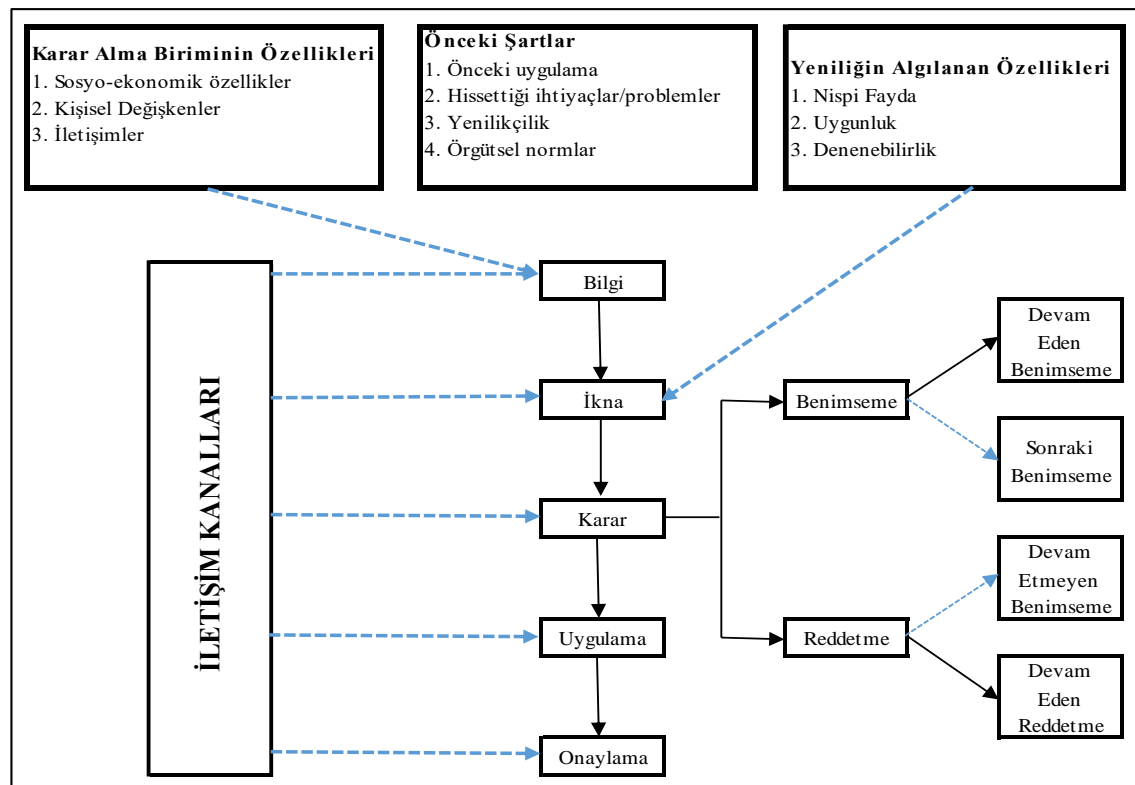 Karar Alma Biriminin Özellikleri
1. Sosyo-ekonomik özellikler
2. Kişisel Değişkenler
3. İletişimler
Önceki Şartlar
1. Önceki uygulama
2. Hissettiği ihtiyaçlar/problemler
3. Yenilikçilik
4. Örgütsel normlar
Yeniliğin Algılanan Özellikleri
1. Nispi Fayda
2. Uygunluk
3. Denenebilirlik
İLETİŞİM KANALLARI
Bilgi
İkna
Karar
Uygulama
Onaylama
Benimseme
Reddetme
Devam
Eden
Benimseme
Sonraki
Benimseme
Devam
Etmeyen
Benimseme
Devam
Eden
Reddetme